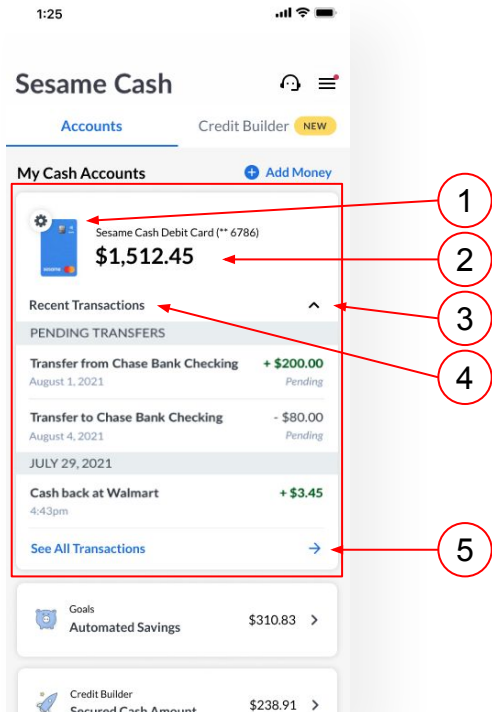 1:25
Sesame Cash
Accounts Credit Builder NEW
My Cash Accounts Add Money
1
Sesame Cash Debit Card (** 6786)
$1,512.45
2
Recent Transactions
3
PENDING TRANSFERS
Transfer from Chase Bank Checking + $200.00
August 1, 2021 Pending
4
Transfer to Chase Bank Checking - $80.00
August 4, 2021 Pending
JULY 29, 2021
Cash back at Walmart + $3.45
4:43pm
See All Transactions
5
Goals
Automated Savings $310.83
Credit Builder
Secured Cash Amount $238.91